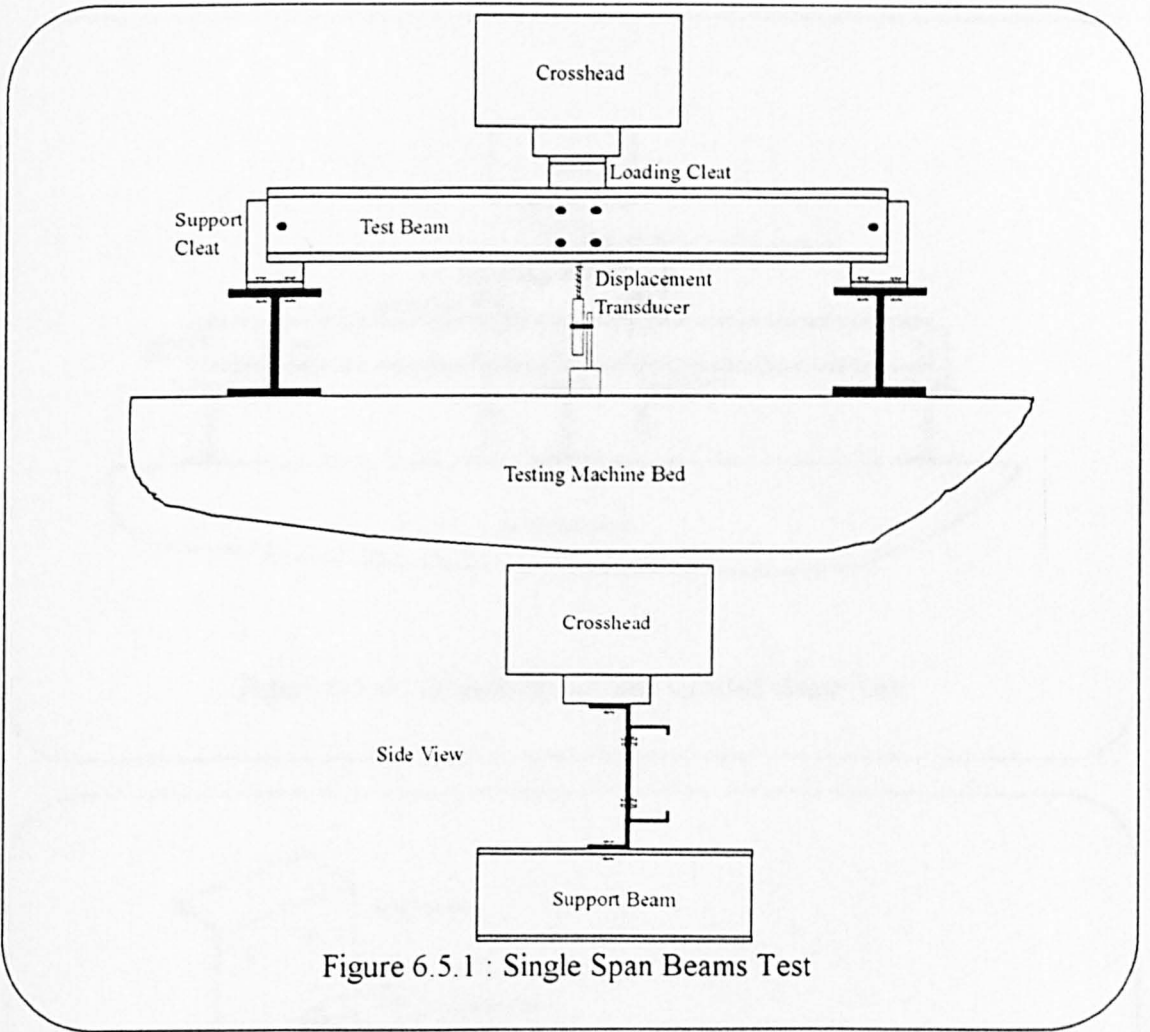 Crosshead
Loading Cleat
Support
Cleat
Test Beam
Displacement
Transducer
Testing Machine Bed
Crosshead
Side View
Support Beam
Figure 6.5.1 : Single Span Beams Test